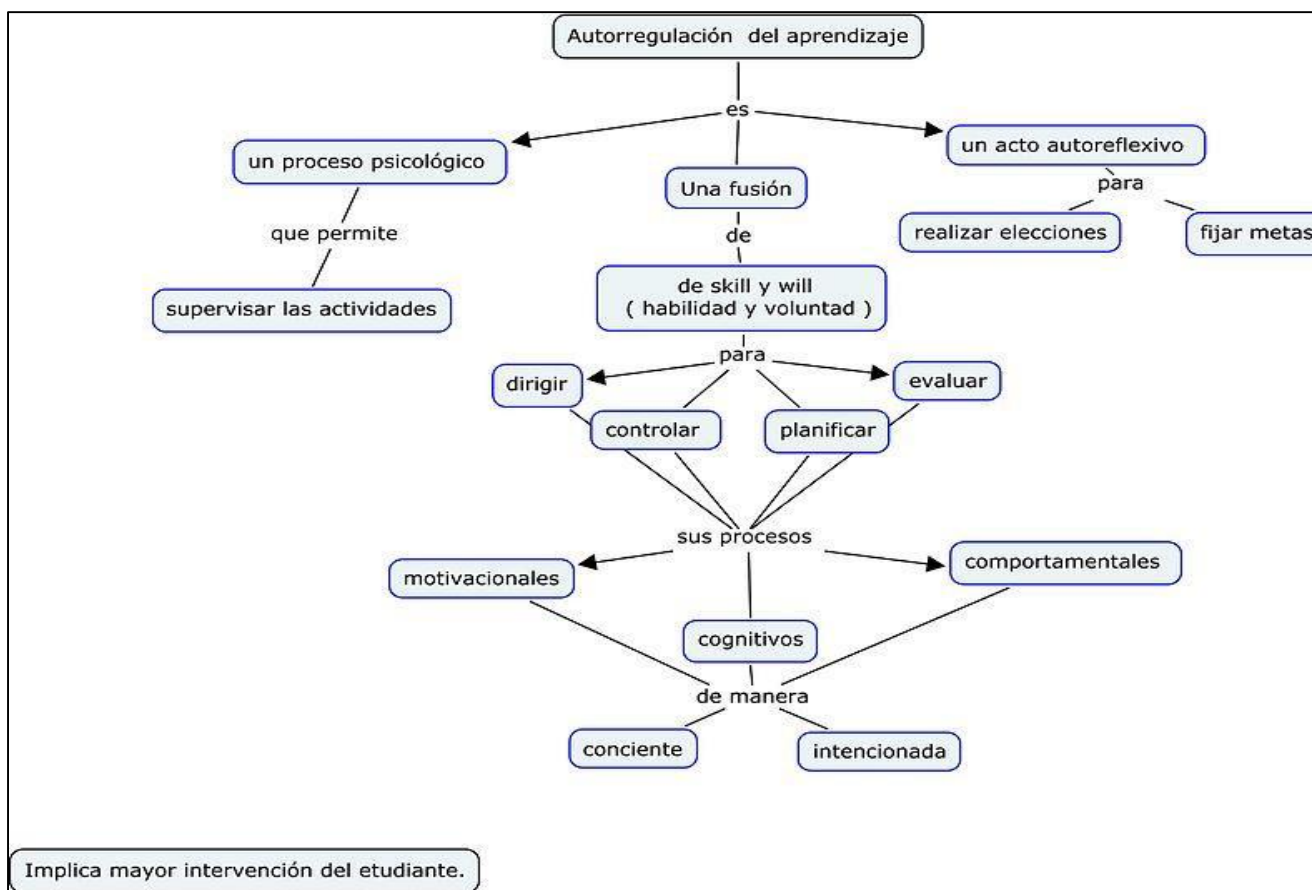 Autorregulación del aprendizaje
es
un proceso psicológico
Una fusión
un acto autoreflexivo
que permite
de
para
realizar elecciones
fijar metas
supervisar las actividades
de skill y will
( habilidad y voluntad )
para
dirigir
evaluar
controlar
planificar
sus procesos
motivacionales
comportamentales
cognitivos
de manera
conciente
intencionada
Implica mayor intervención del etudiante.